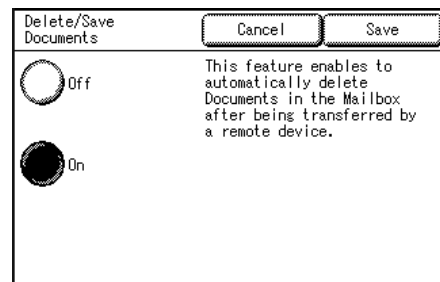 Delete/Save
Documents
Cancel
Save
Off
This feature enables to
automatically delete
Documents in the Mailbox
after being transferred by
a remote device.
On